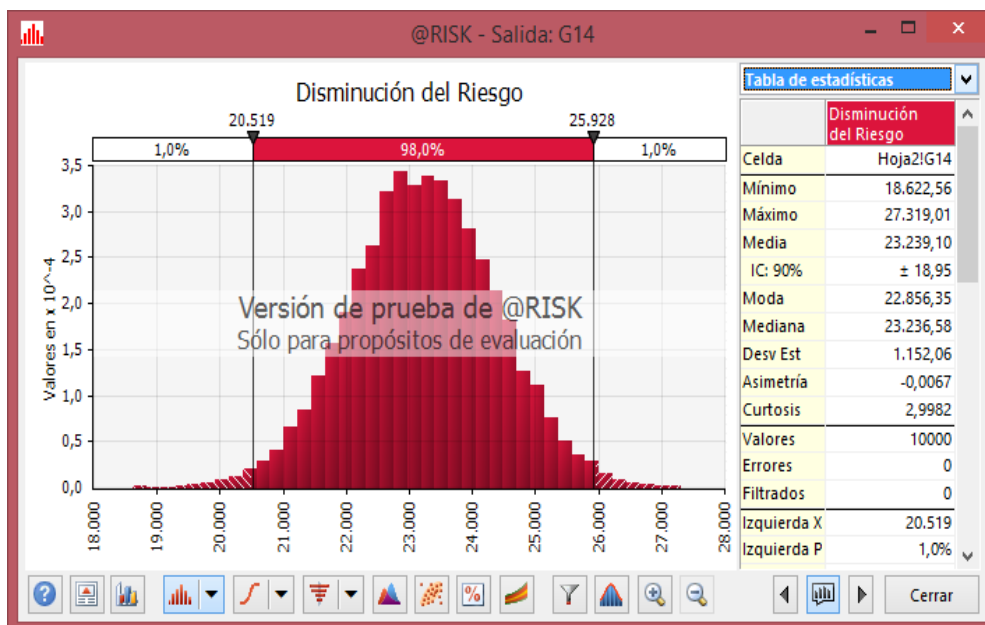 @RISK - Salida: G14
Disminución del Riesgo
20.519 25.928
1,0% 98,0% 1,0%
3,5
3,0
2,5
2,0
1,5
1,0
0,5
0,0
Valores en x 10^-4
Versión de prueba de @RISK
Sólo para propósitos de evaluación
18.000 19.000 20.000 21.000 22.000 23.000 24.000 25.000 26.000 27.000 28.000
Tabla de estadísticas
Disminución
del Riesgo
Celda Hoja2!G14
Mínimo 18.622,56
Máximo 27.319,01
Media 23.239,10
IC: 90% ± 18,95
Moda 22.856,35
Mediana 23.236,58
Desv Est 1.152,06
Asimetría -0,0067
Curtosis 2,9982
Valores 10000
Errores 0
Filtrados 0
Izquierda X 20.519
Izquierda P 1,0%
Cerrar